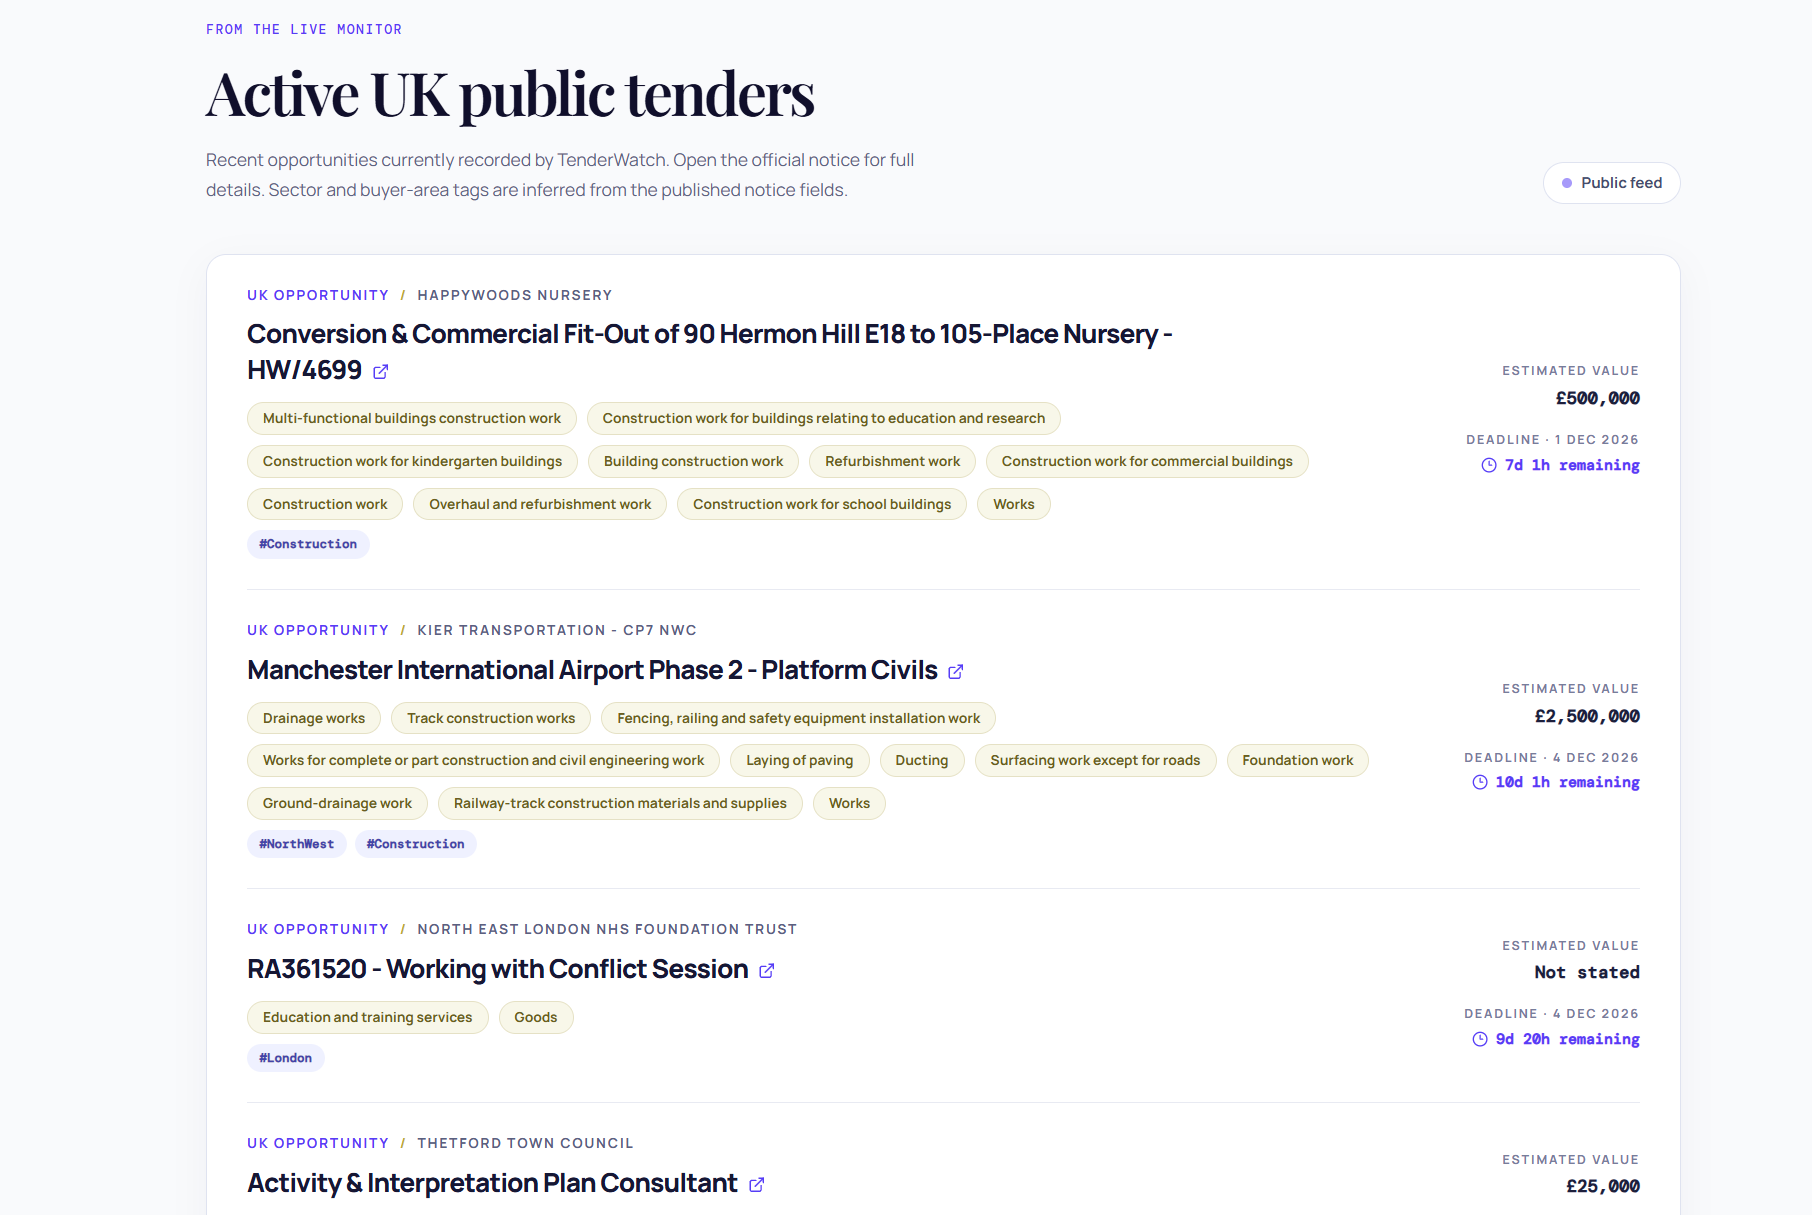 FROM THE LIVE MONITOR
Active UK public tenders
Recent opportunities currently recorded by TenderWatch. Open the official notice for full
details. Sector and buyer-area tags are inferred from the published notice fields.
Public feed
UK OPPORTUNITY / HAPPYWOODS NURSERY
Conversion & Commercial Fit-Out of 90 Hermon Hill E18 to 105-Place Nursery -
HW/4699
Multi-functional buildings construction work Construction work for buildings relating to education and research
Construction work for kindergarten buildings Building construction work Refurbishment work Construction work for commercial buildings
Construction work Overhaul and refurbishment work Construction work for school buildings Works
#Construction
ESTIMATED VALUE
£500,000
DEADLINE · 1 DEC 2026
7d 1h remaining
UK OPPORTUNITY / KIER TRANSPORTATION - CP7 NWC
Manchester International Airport Phase 2 - Platform Civils
Drainage works Track construction works Fencing, railing and safety equipment installation work
Works for complete or part construction and civil engineering work Laying of paving Ducting Surfacing work except for roads Foundation work
Ground-drainage work Railway-track construction materials and supplies Works
#NorthWest #Construction
ESTIMATED VALUE
£2,500,000
DEADLINE · 4 DEC 2026
10d 1h remaining
UK OPPORTUNITY / NORTH EAST LONDON NHS FOUNDATION TRUST
RA361520 - Working with Conflict Session
Education and training services Goods
#London
ESTIMATED VALUE
Not stated
DEADLINE · 4 DEC 2026
9d 20h remaining
UK OPPORTUNITY / THETFORD TOWN COUNCIL
Activity & Interpretation Plan Consultant
ESTIMATED VALUE
£25,000